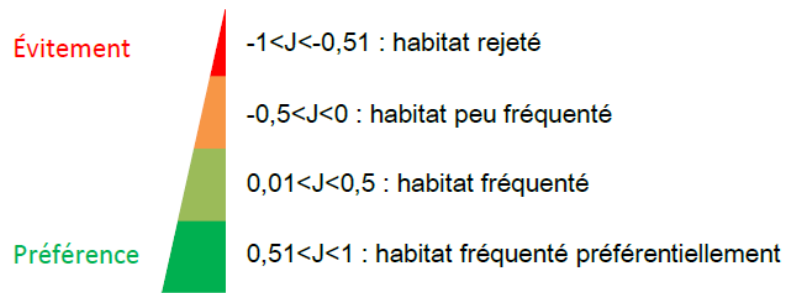 Évitement
-1<J<-0,51 : habitat rejeté
-0,5<J<0 : habitat peu fréquenté
0,01<J<0,5 : habitat fréquenté
Préférence
0,51<J<1 : habitat fréquenté préférentiellement